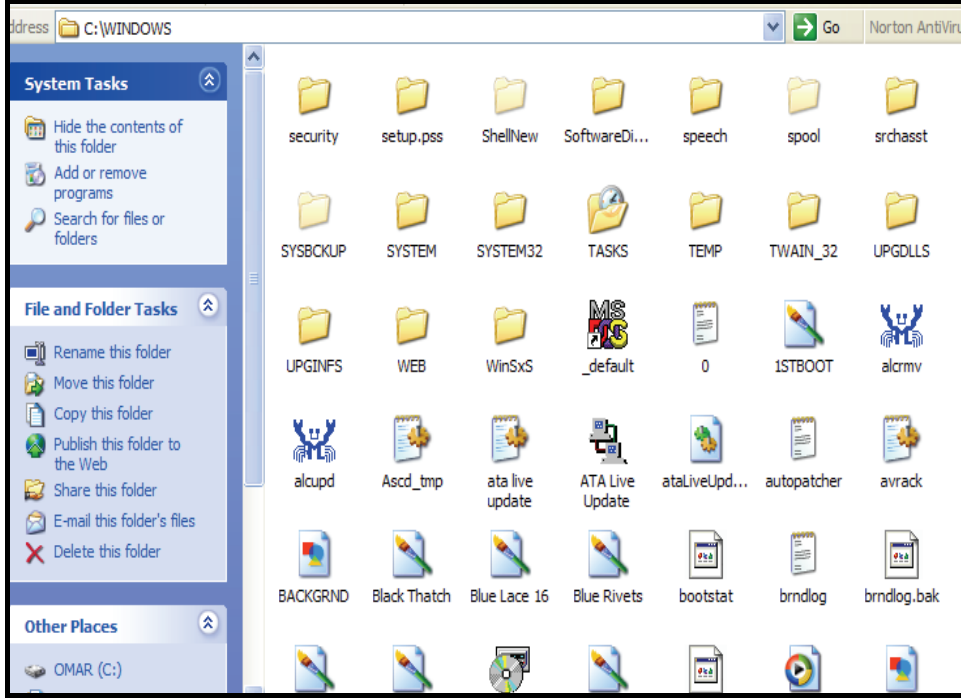 ddress C:\WINDOWS Go Norton AntiViru
System Tasks
Hide the contents of
this folder
Add or remove
programs
Search for files or
folders
File and Folder Tasks
Rename this folder
Move this folder
Copy this folder
Publish this folder to
the Web
Share this folder
E-mail this folder's files
Delete this folder
Other Places
OMAR (C:)
security setup.pss ShellNew SoftwareDi... speech spool srchasst
SYSBCKUP SYSTEM SYSTEM32 TASKS TEMP TWAIN_32 UPGDLLS
MS
DOS
UPGINFS WEB WinSxS _default 0 1STBOOT alcrmv
alcupd Ascd_tmp ata live update ATA Live Update ataLiveUpd... autopatcher avrack
BACKGRND Black Thatch Blue Lace 16 Blue Rivets bootstat brndlog brndlog.bak